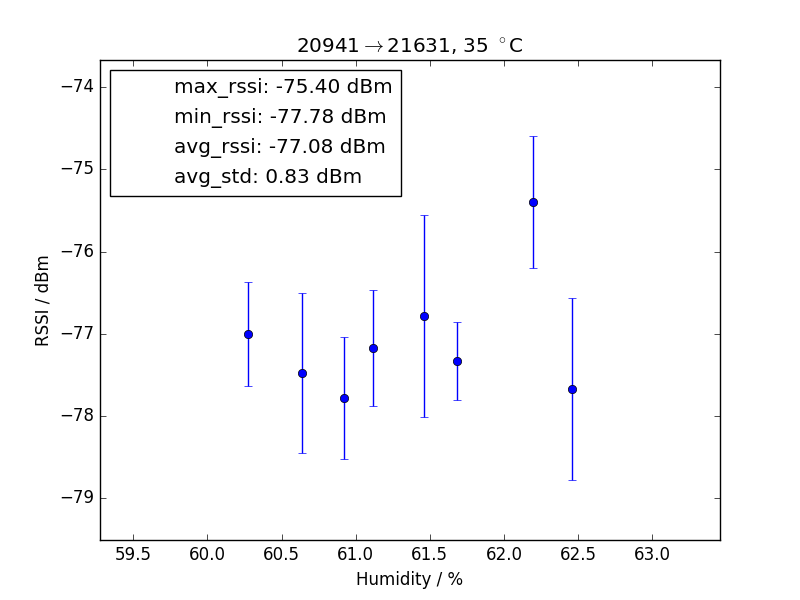 20941→21631, 35 °C
max_rssi: -75.40 dBm
min_rssi: -77.78 dBm
avg_rssi: -77.08 dBm
avg_std: 0.83 dBm
−74
−75
−76
−77
−78
−79
RSSI / dBm
59.5 60.0 60.5 61.0 61.5 62.0 62.5 63.0
Humidity / %